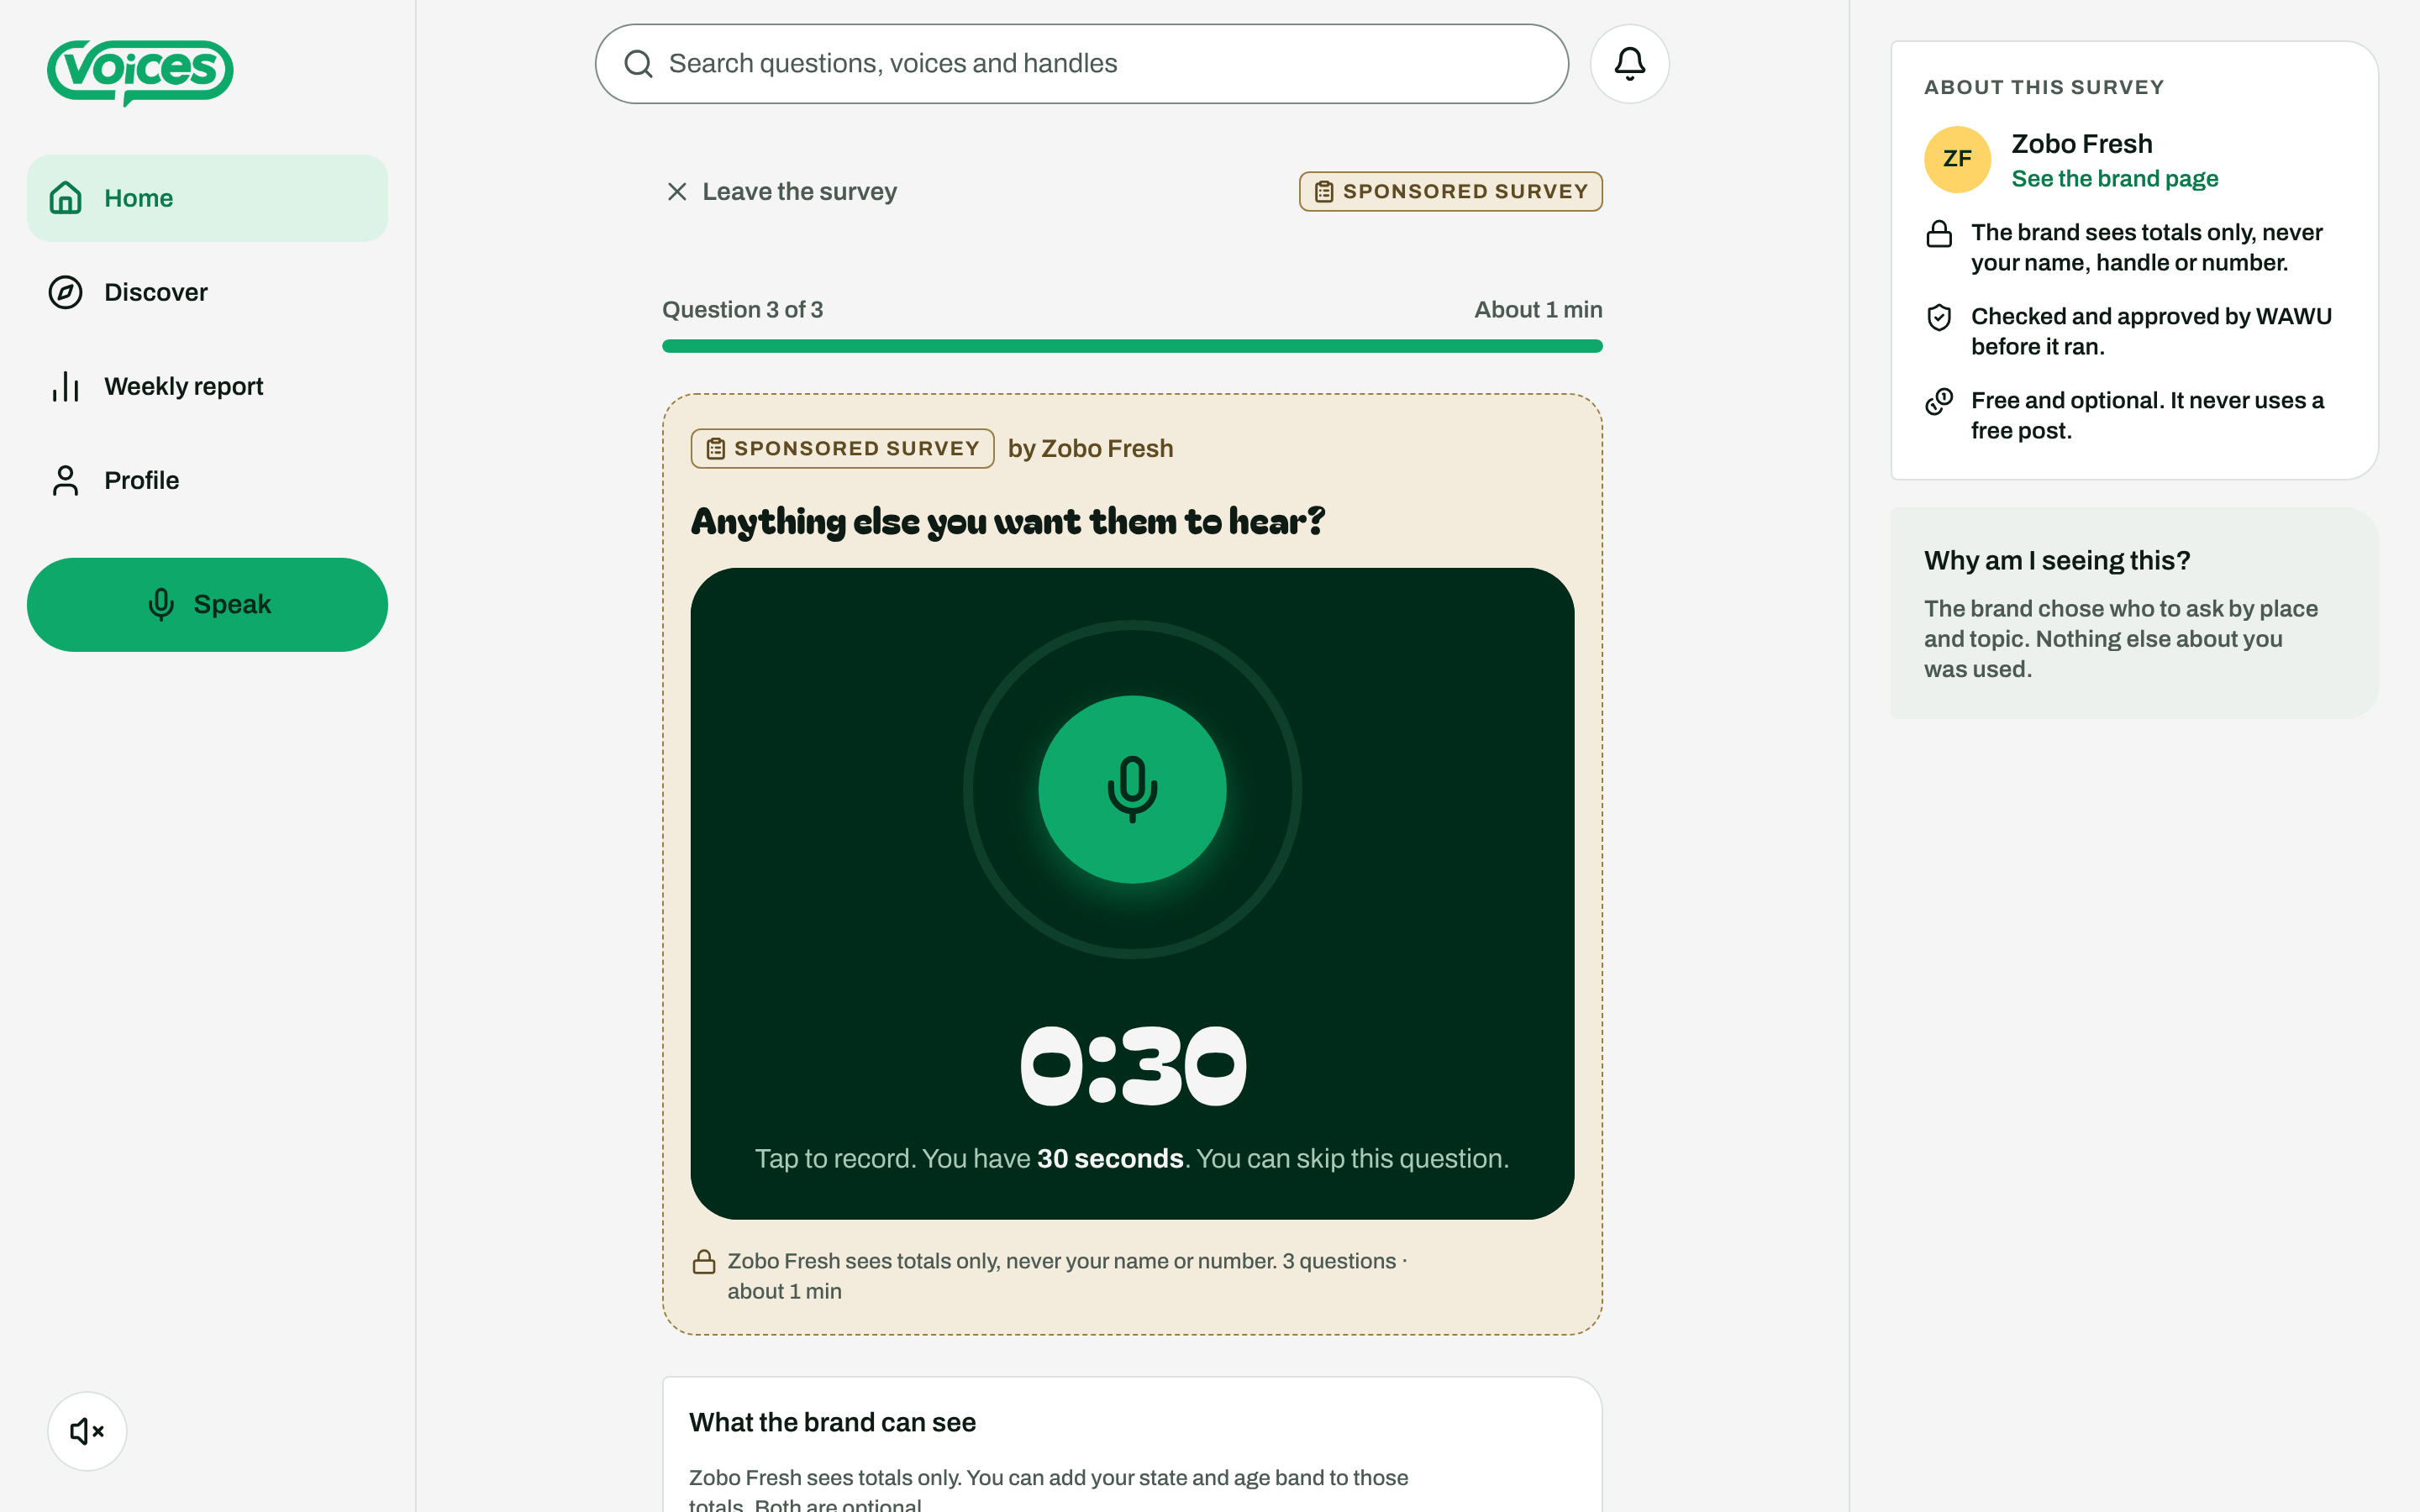 voices
Home
Discover
Weekly report
Profile
Speak
Search questions, voices and handles
Leave the survey
SPONSORED SURVEY
Question 3 of 3
About 1 min
SPONSORED SURVEY
by Zobo Fresh
Anything else you want them to hear?
0:30
Tap to record. You have 30 seconds. You can skip this question.
Zobo Fresh sees totals only, never your name or number. 3 questions ·
about 1 min
What the brand can see
Zobo Fresh sees totals only. You can add your state and age band to those
totals. Both are optional.
ABOUT THIS SURVEY
ZF
Zobo Fresh
See the brand page
The brand sees totals only, never
your name, handle or number.
Checked and approved by WAWU
before it ran.
Free and optional. It never uses a
free post.
Why am I seeing this?
The brand chose who to ask by place
and topic. Nothing else about you
was used.